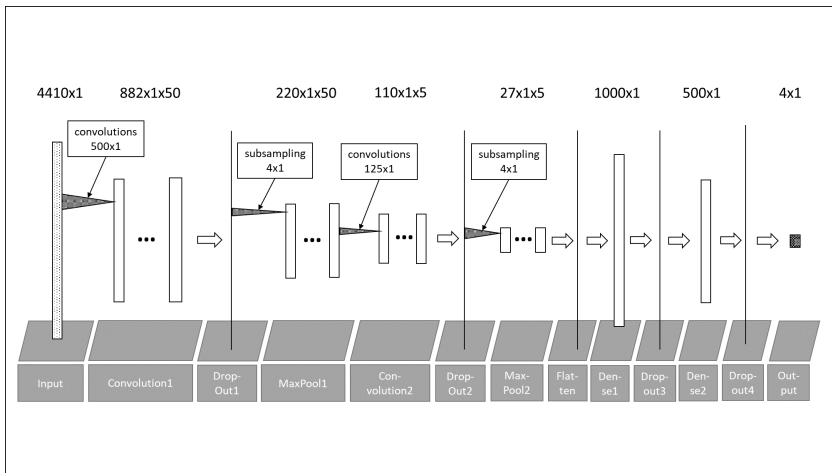 4410x1
882x1x50
220x1x50
110x1x5
27x1x5
1000x1
500x1
4x1
convolutions
500x1
subsampling
4x1
convolutions
125x1
subsampling
4x1
Input
Convolution1
Drop-
Out1
MaxPool1
Con-
volution2
Drop-
Out2
Max-
Pool2
Flat-
ten
Den-
se1
Drop-
out3
Den-
se2
Drop-
out4
Out-
put